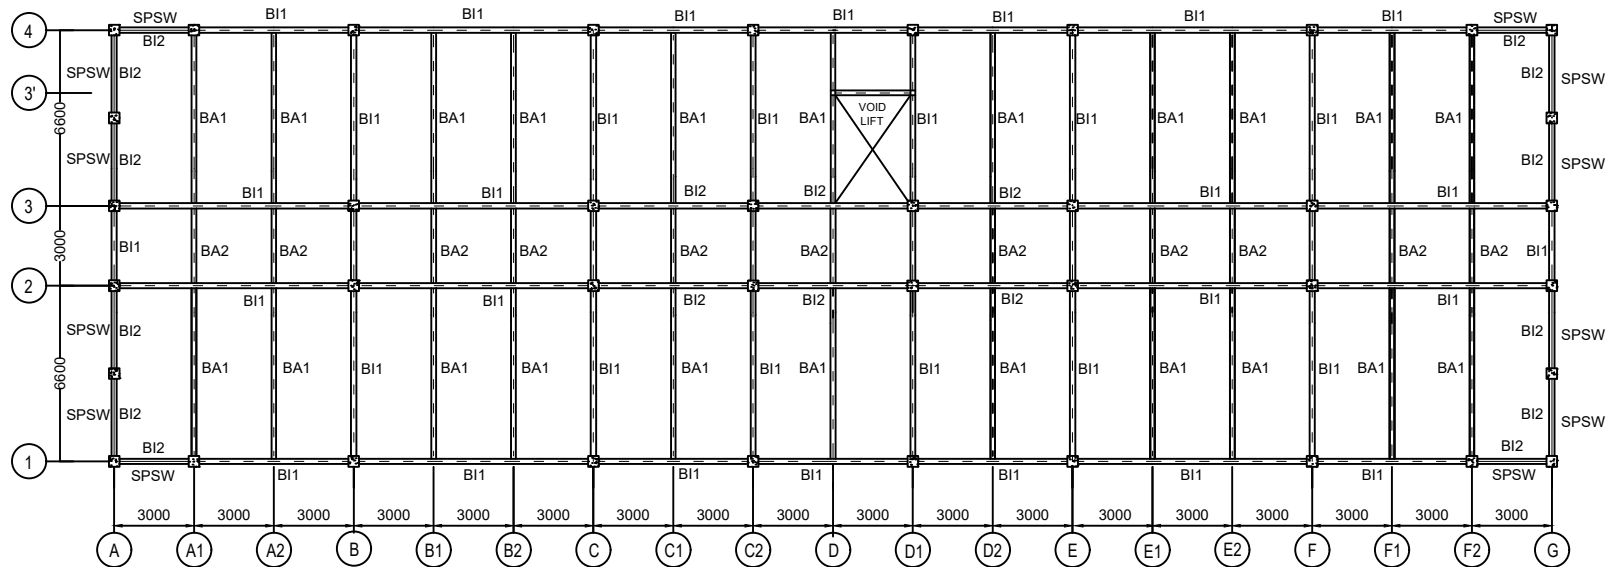 SPSW BI1 BI1 BI1 BI1 BI1 BI1 BI1 SPSW
4
BI2 BI2
SPSW BI2 BI2 SPSW
3'
6600
BA1 BA1 BI1 BA1 BA1 BI1 BA1 BI1 BA1 VOID BI1 BA1 BI1 BA1 BA1 BI1 BA1 BA1
LIFT
SPSW BI2 BI2 SPSW
BI1 BI1 BI2 BI2 BI2 BI1 BI1
3
3000
BI1 BA2 BA2 BA2 BA2 BA2 BA2 BA2 BA2 BA2 BA2 BA2 BI1
2
BI1 BI1 BI2 BI2 BI2 BI1 BI1
SPSW BI2 BI2 SPSW
6600
BA1 BA1 BI1 BA1 BA1 BI1 BA1 BI1 BA1 BI1 BA1 BI1 BA1 BA1 BI1 BA1 BA1
SPSW BI2 BI2 SPSW
BI2 BI2
1
SPSW BI1 BI1 BI1 BI1 BI1 BI1 BI1 SPSW
3000 3000 3000 3000 3000 3000 3000 3000 3000 3000 3000 3000 3000 3000 3000 3000 3000 3000
A A1 A2 B B1 B2 C C1 C2 D D1 D2 E E1 E2 F F1 F2 G